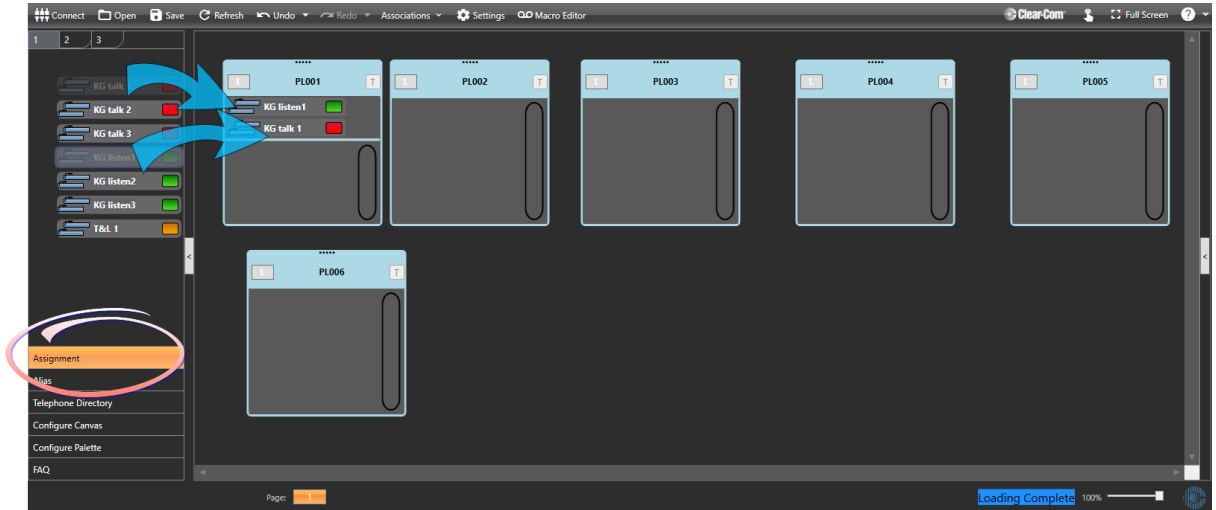 Connect Open Save Refresh Undo Redo Associations Settings Macro Editor Clear-Com Full Screen ?
1 2 3
KG talk
KG talk 2
KG talk 3
KG listen1
KG listen2
KG listen3
T&L 1
L PL001 T
KG listen1
KG talk 1
L PL002 T
L PL003 T
L PL004 T
L PL005 T
L PL006 T
<
<
Assignment
Alias
Telephone Directory
Configure Canvas
Configure Palette
FAQ
Page: 1
Loading Complete 100%